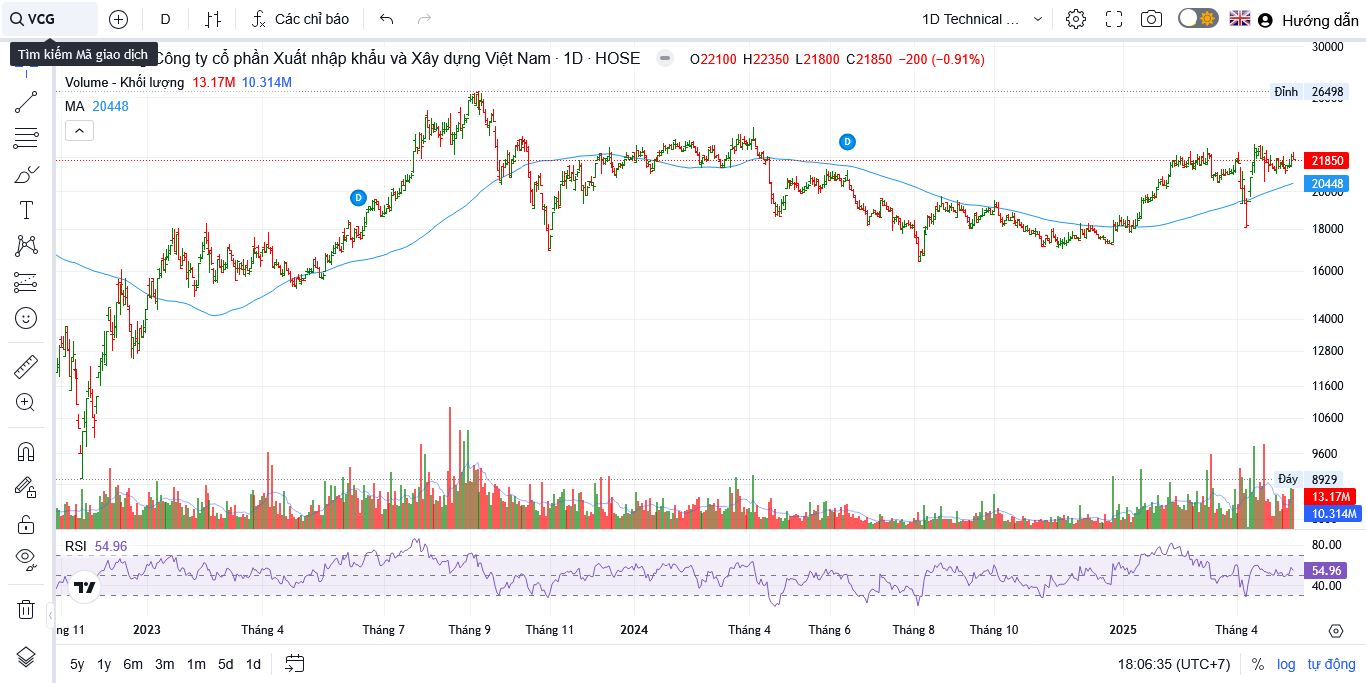 VCG
D
Các chỉ báo
1D Technical ...
Hướng dẫn
Tìm kiếm Mã giao dịch
Công ty cổ phần Xuất nhập khẩu và Xây dựng Việt Nam · 1D · HOSE
O22100 H22350 L21800 C21850 −200 (−0.91%)
Volume - Khối lượng 13.17M 10.314M
MA 20448
D
D
30000
Đỉnh 26498
21850
20448
18000
16000
14000
12800
11600
10600
9600
Đáy 8929
13.17M
10.314M
RSI 54.96
80.00
54.96
40.00
ng 11 2023 Tháng 4 Tháng 7 Tháng 9 Tháng 11 2024 Tháng 4 Tháng 6 Tháng 8 Tháng 10 2025 Tháng 4
5y 1y 6m 3m 1m 5d 1d
18:06:35 (UTC+7) % log tự động